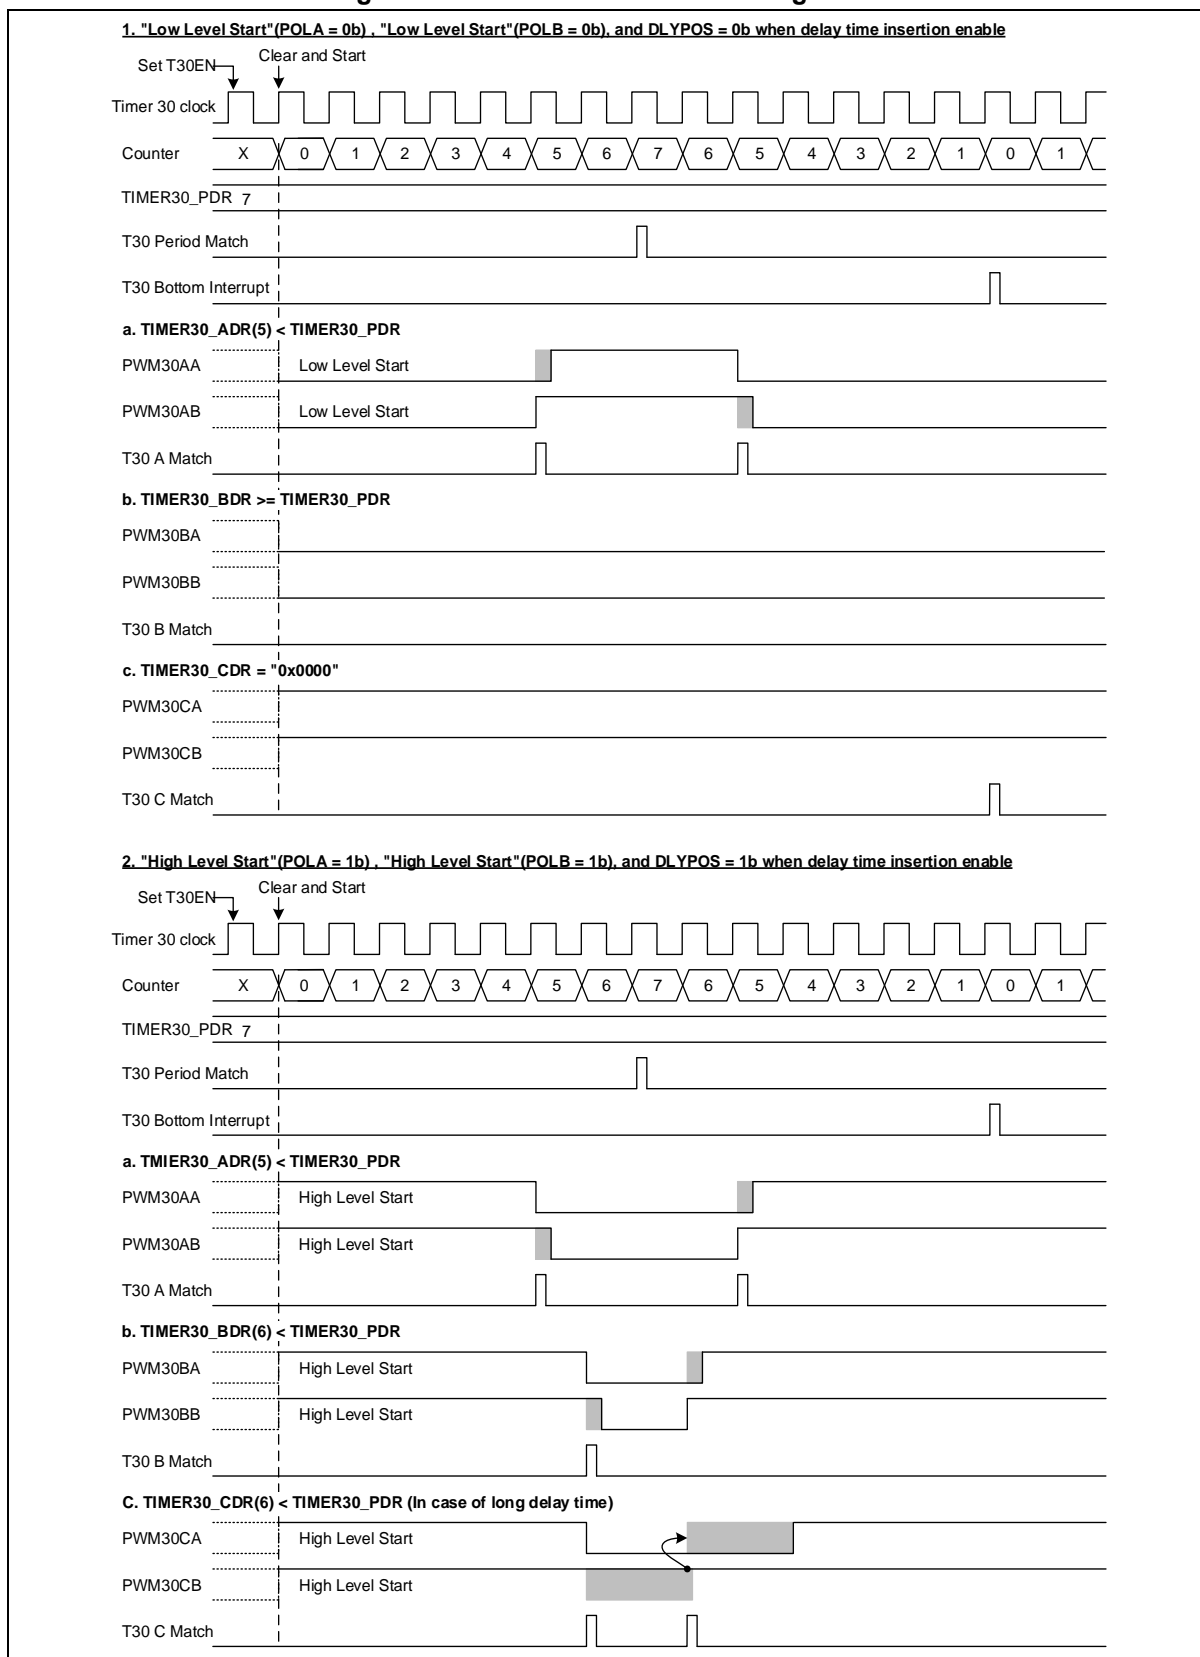 1. "Low Level Start"(POLA = 0b) , "Low Level Start"(POLB = 0b), and DLYPOS = 0b when delay time insertion enable
Set T30EN
Clear and Start
Timer 30 clock
Counter X 0 1 2 3 4 5 6 7 6 5 4 3 2 1 0 1
TIMER30_PDR 7
T30 Period Match
T30 Bottom Interrupt
a. TIMER30_ADR(5) < TIMER30_PDR
PWM30AA Low Level Start
PWM30AB Low Level Start
T30 A Match
b. TIMER30_BDR >= TIMER30_PDR
PWM30BA
PWM30BB
T30 B Match
c. TIMER30_CDR = "0x0000"
PWM30CA
PWM30CB
T30 C Match
2. "High Level Start"(POLA = 1b) , "High Level Start"(POLB = 1b), and DLYPOS = 1b when delay time insertion enable
Set T30EN
Clear and Start
Timer 30 clock
Counter X 0 1 2 3 4 5 6 7 6 5 4 3 2 1 0 1
TIMER30_PDR 7
T30 Period Match
T30 Bottom Interrupt
a. TMIER30_ADR(5) < TIMER30_PDR
PWM30AA High Level Start
PWM30AB High Level Start
T30 A Match
b. TIMER30_BDR(6) < TIMER30_PDR
PWM30BA High Level Start
PWM30BB High Level Start
T30 B Match
C. TIMER30_CDR(6) < TIMER30_PDR (In case of long delay time)
PWM30CA High Level Start
PWM30CB High Level Start
T30 C Match